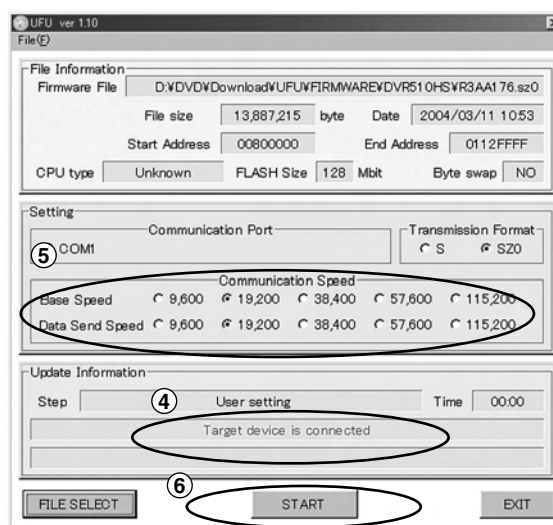 UFU ver 1.10
File(F)
File Information
Firmware File D:¥DVD¥Download¥UFU¥FIRMWARE¥DVR510HS¥R3AA176.sz0
File size 13,887,215 byte Date 2004/03/11 10:53
Start Address 00800000 End Address 0112FFFF
CPU type Unknown FLASH Size 128 Mbit Byte swap NO
Setting
Communication Port Transmission Format
⑤ COM1 S SZ0
Communication Speed
Base Speed 9,600 19,200 38,400 57,600 115,200
Data Send Speed 9,600 19,200 38,400 57,600 115,200
Update Information
Step ④ User setting Time 00:00
Target device is connected
⑥
FILE SELECT START EXIT